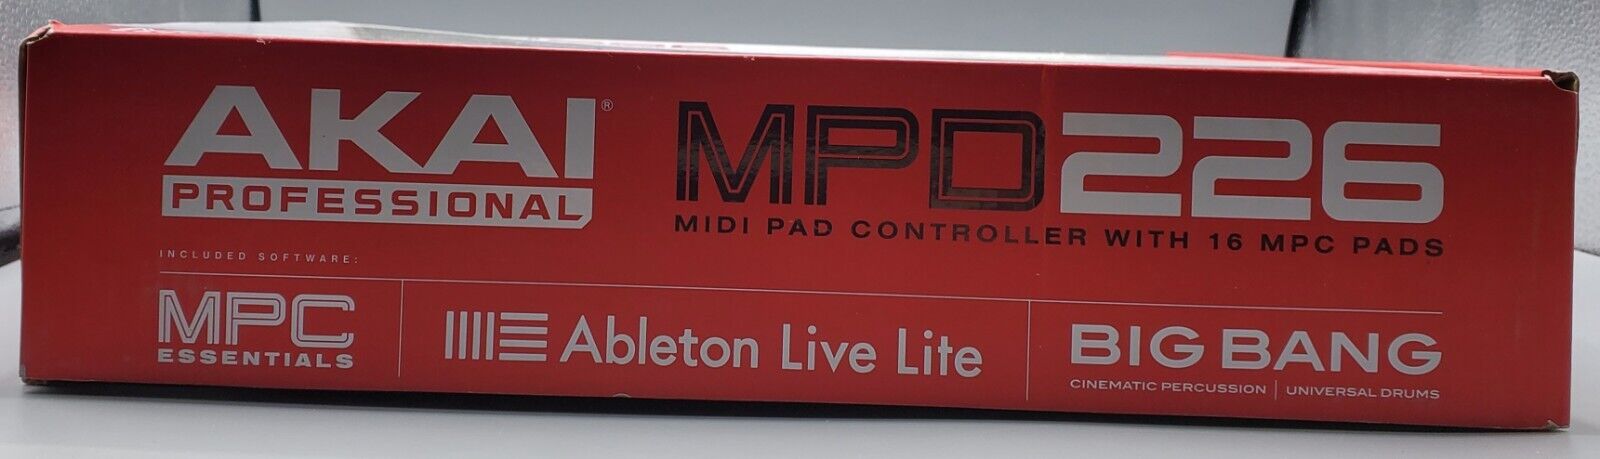 AKAI®
PROFESSIONAL
MPD226
MIDI PAD CONTROLLER WITH 16 MPC PADS
INCLUDED SOFTWARE:
MPC
ESSENTIALS
Ableton Live Lite
BIG BANG
CINEMATIC PERCUSSION | UNIVERSAL DRUMS